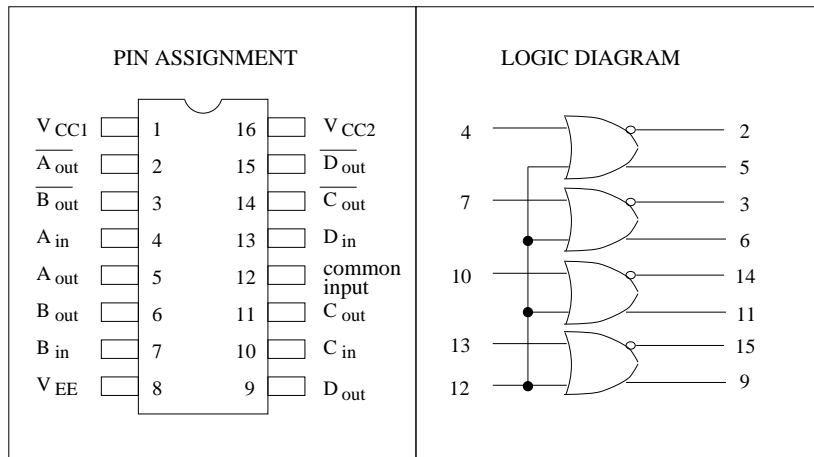 PIN ASSIGNMENT
V CC1 1 16 V CC2
A out 2 15 D out
B out 3 14 C out
A in 4 13 D in
A out 5 12 common input
B out 6 11 C out
B in 7 10 C in
V EE 8 9 D out
LOGIC DIAGRAM
4 2
5
7 3
6
10 14
11
13 15
12 9